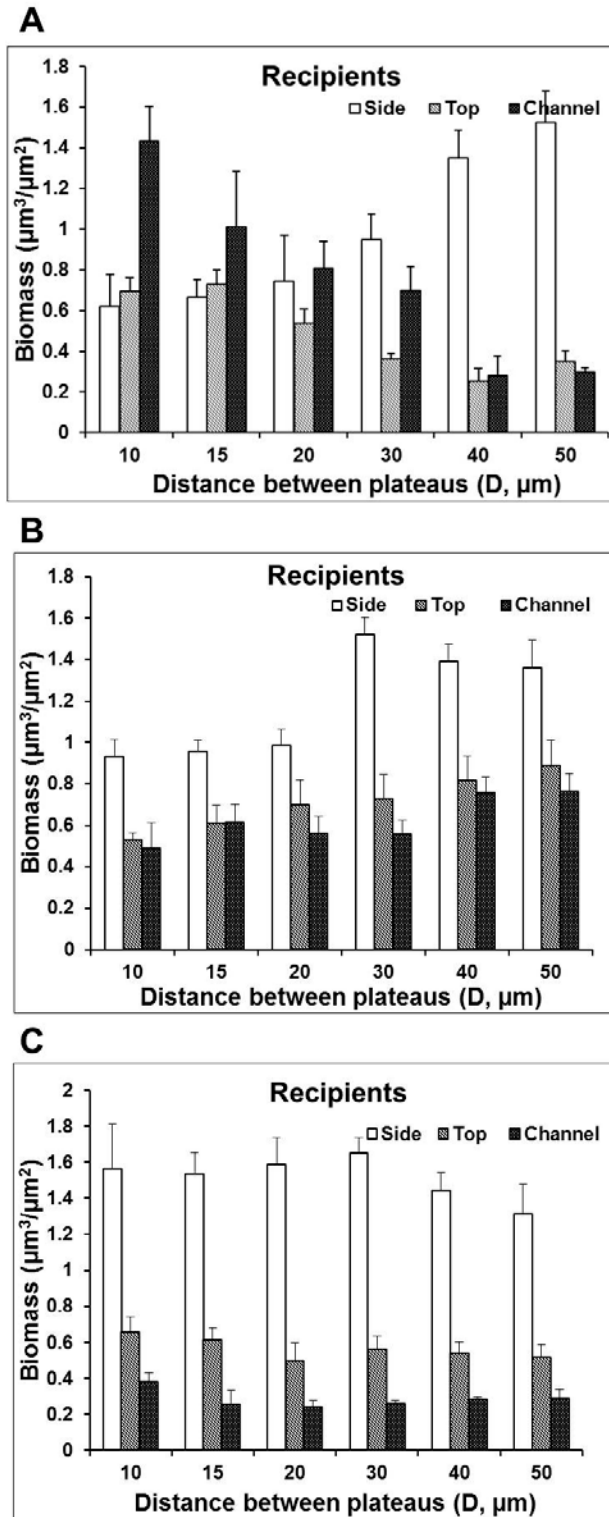 A
Recipients
Side Top Channel
Biomass (µm³/µm²)
1.8
1.6
1.4
1.2
1
0.8
0.6
0.4
0.2
0
10 15 20 30 40 50
Distance between plateaus (D, µm)
B
Recipients
Side Top Channel
Biomass (µm³/µm²)
1.8
1.6
1.4
1.2
1
0.8
0.6
0.4
0.2
0
10 15 20 30 40 50
Distance between plateaus (D, µm)
C
Recipients
Side Top Channel
Biomass (µm³/µm²)
2
1.8
1.6
1.4
1.2
1
0.8
0.6
0.4
0.2
0
10 15 20 30 40 50
Distance between plateaus (D, µm)